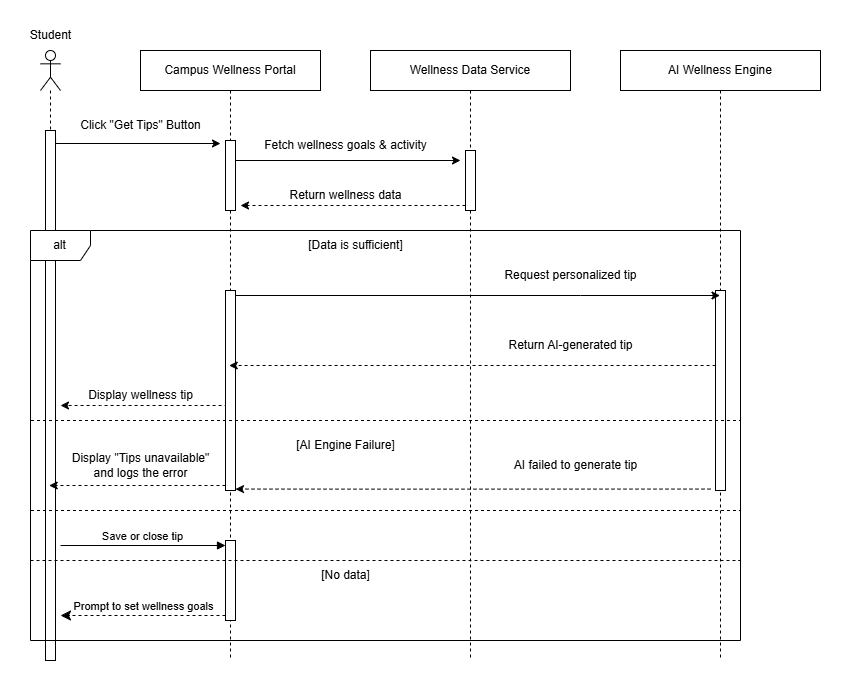 Student
Campus Wellness Portal
Wellness Data Service
AI Wellness Engine
Click "Get Tips" Button
Fetch wellness goals & activity
Return wellness data
alt
[Data is sufficient]
Request personalized tip
Return AI-generated tip
Display wellness tip
[AI Engine Failure]
Display "Tips unavailable"
and logs the error
AI failed to generate tip
Save or close tip
[No data]
Prompt to set wellness goals